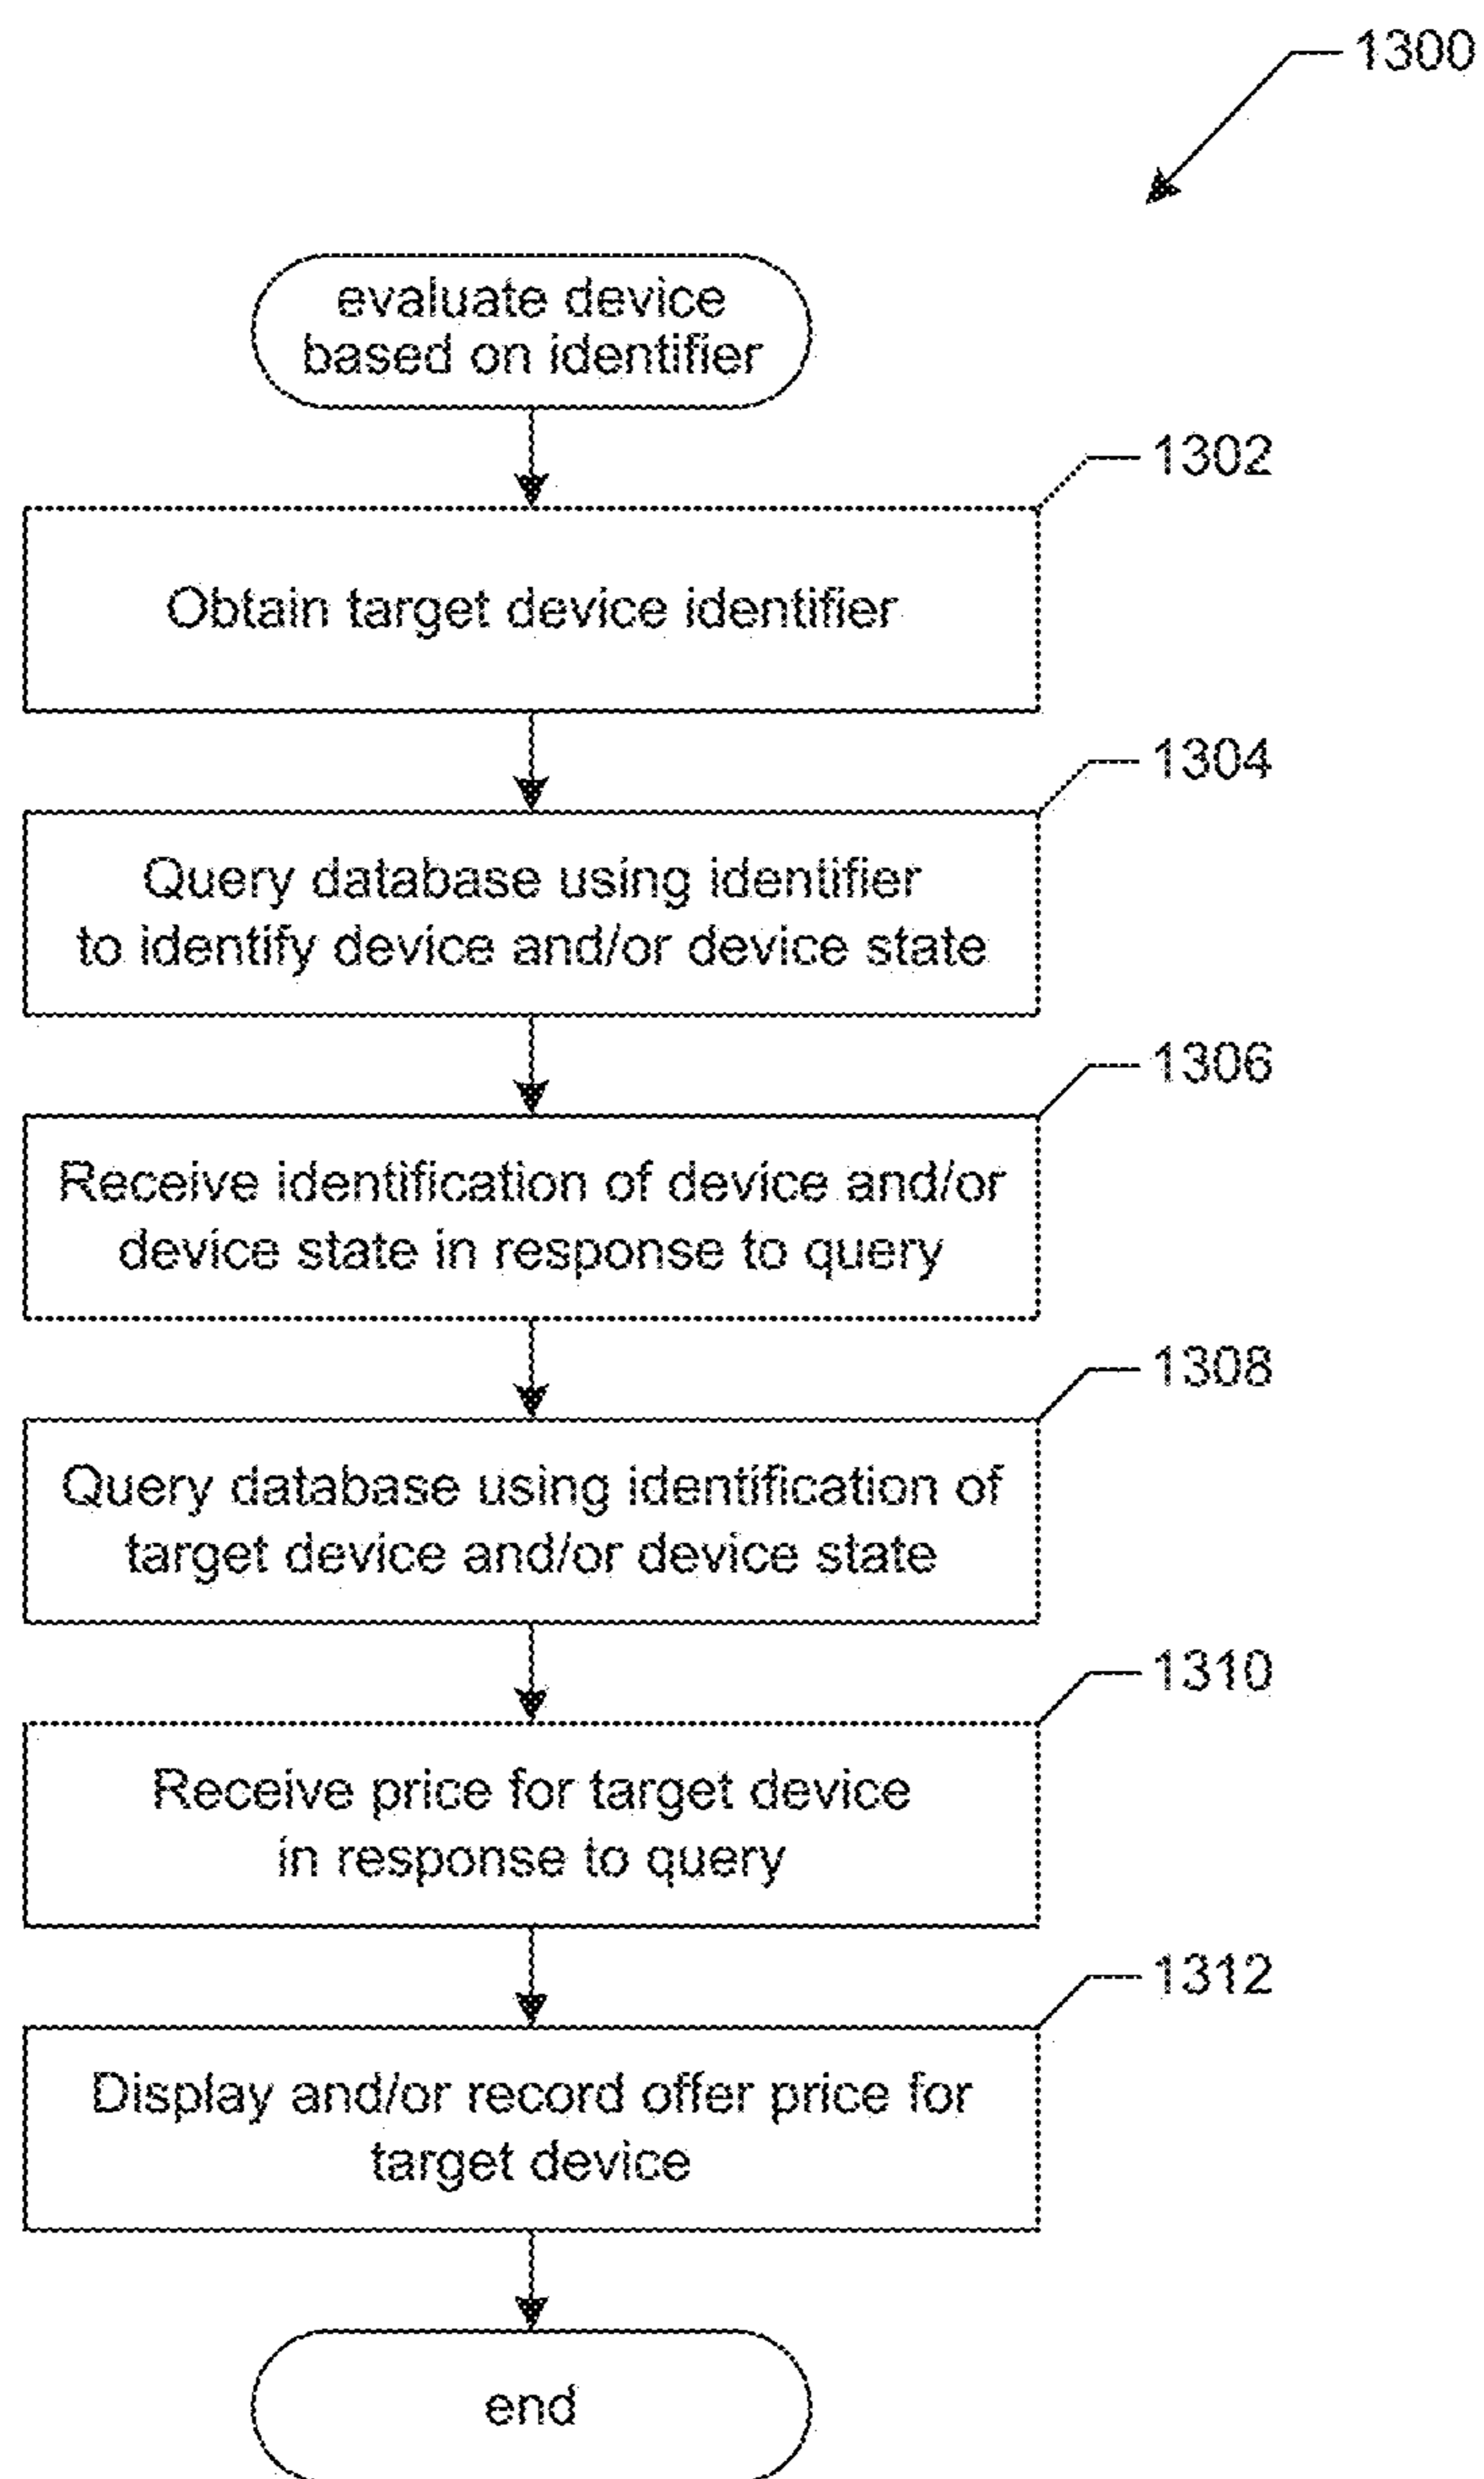 1300
evaluate device
based on identifier
1302
Obtain target device identifier
1304
Query database using identifier
to identify device and/or device state
1306
Receive identification of device and/or
device state in response to query
1308
Query database using identification of
target device and/or device state
1310
Receive price for target device
in response to query
1312
Display and/or record offer price for
target device
end